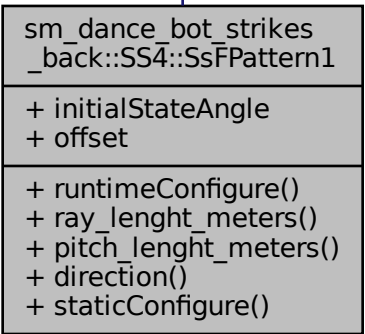 sm_dance_bot_strikes
_back::SS4::SsFPattern1
+ initialStateAngle
+ offset
+ runtimeConfigure()
+ ray_lenght_meters()
+ pitch_lenght_meters()
+ direction()
+ staticConfigure()